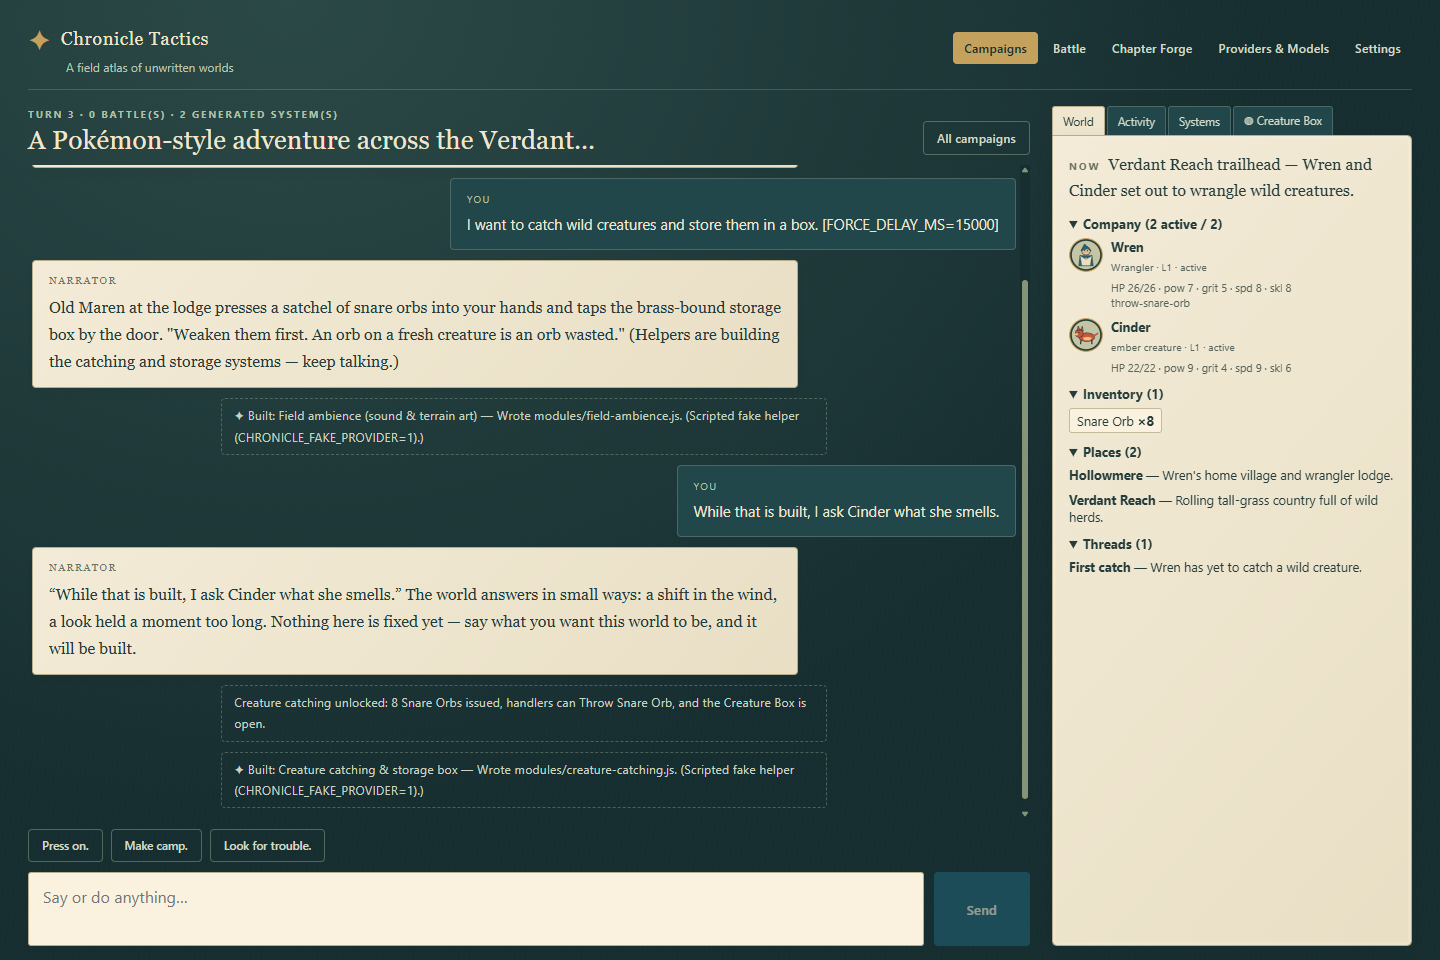 Chronicle Tactics
A field atlas of unwritten worlds
Campaigns
Battle
Chapter Forge
Providers & Models
Settings
TURN 3 · 0 BATTLE(S) · 2 GENERATED SYSTEM(S)
A Pokémon-style adventure across the Verdant...
All campaigns
YOU
I want to catch wild creatures and store them in a box. [FORCE_DELAY_MS=15000]
NARRATOR
Old Maren at the lodge presses a satchel of snare orbs into your hands and taps the brass-bound storage
box by the door. "Weaken them first. An orb on a fresh creature is an orb wasted." (Helpers are building
the catching and storage systems — keep talking.)
✦ Built: Field ambience (sound & terrain art) — Wrote modules/field-ambience.js. (Scripted fake helper
(CHRONICLE_FAKE_PROVIDER=1).)
YOU
While that is built, I ask Cinder what she smells.
NARRATOR
“While that is built, I ask Cinder what she smells.” The world answers in small ways: a shift in the wind,
a look held a moment too long. Nothing here is fixed yet — say what you want this world to be, and it
will be built.
Creature catching unlocked: 8 Snare Orbs issued, handlers can Throw Snare Orb, and the Creature Box is
open.
✦ Built: Creature catching & storage box — Wrote modules/creature-catching.js. (Scripted fake helper
(CHRONICLE_FAKE_PROVIDER=1).)
Press on.
Make camp.
Look for trouble.
Say or do anything...
Send
World
Activity
Systems
Creature Box
NOW Verdant Reach trailhead — Wren and
Cinder set out to wrangle wild creatures.
▼ Company (2 active / 2)
Wren
Wrangler · L1 · active
HP 26/26 · pow 7 · grit 5 · spd 8 · skl 8
throw-snare-orb
Cinder
ember creature · L1 · active
HP 22/22 · pow 9 · grit 4 · spd 9 · skl 6
▼ Inventory (1)
Snare Orb ×8
▼ Places (2)
Hollowmere — Wren's home village and wrangler lodge.
Verdant Reach — Rolling tall-grass country full of wild
herds.
▼ Threads (1)
First catch — Wren has yet to catch a wild creature.